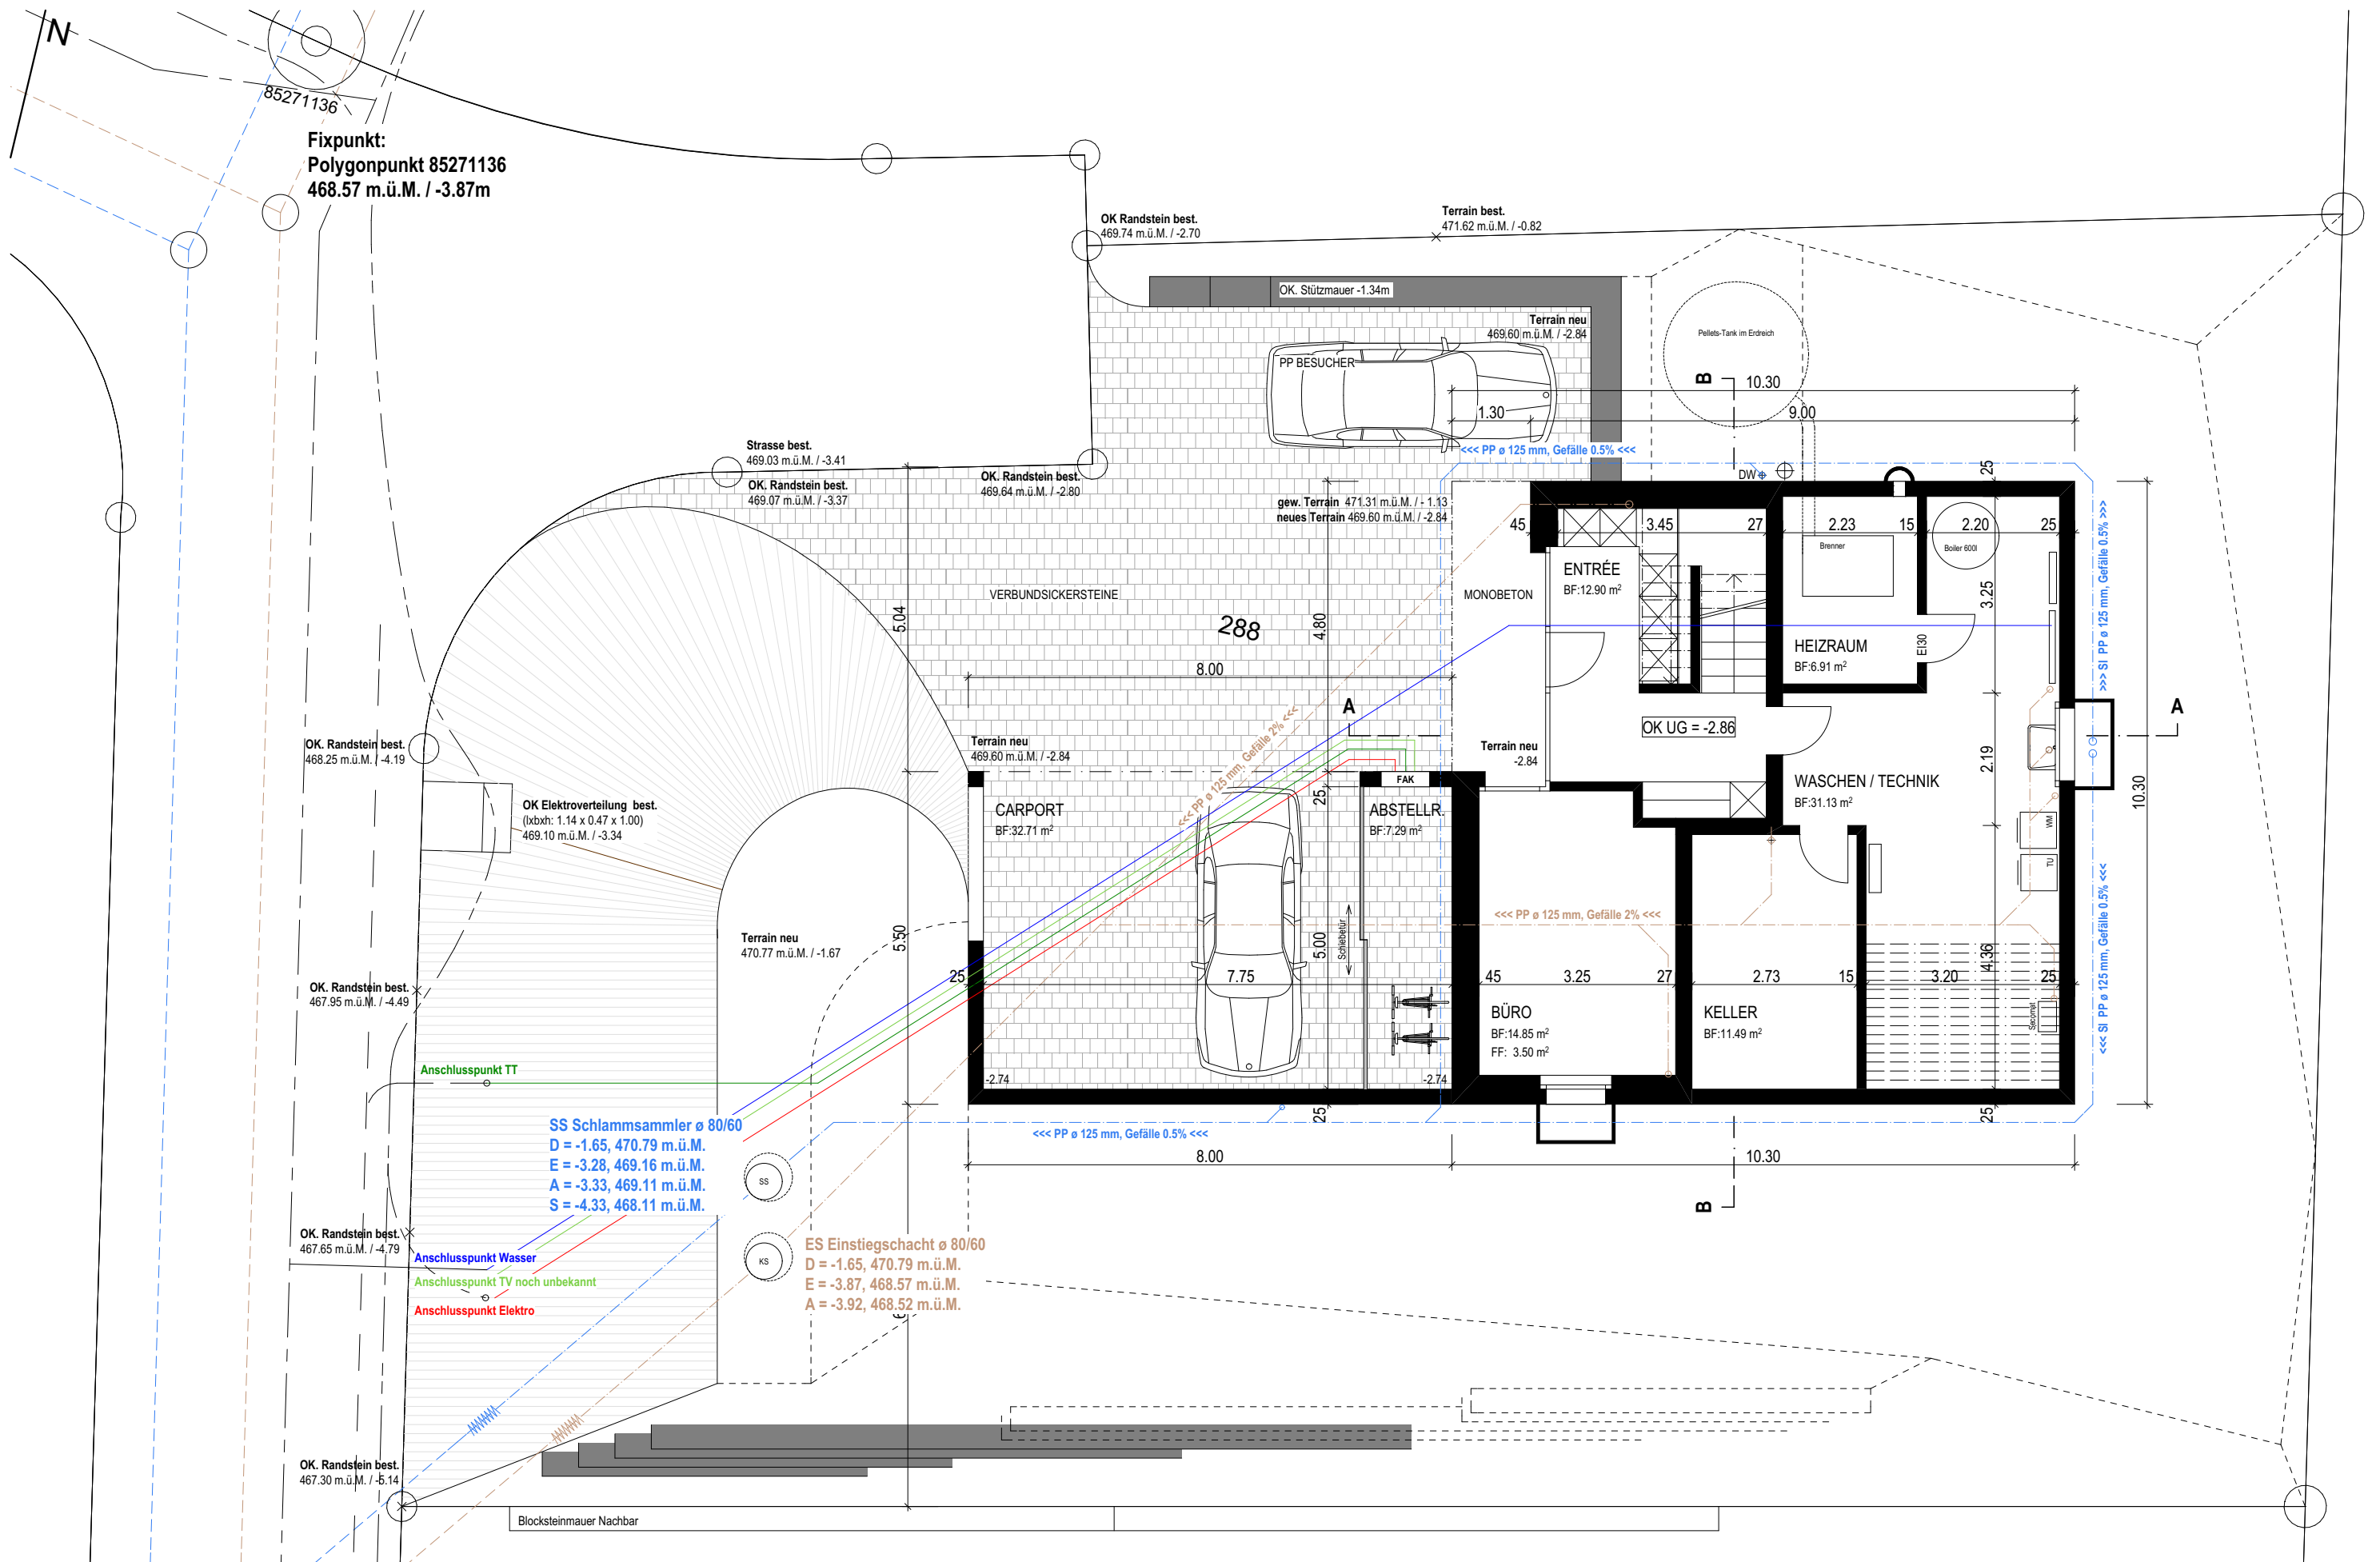 N
85271136
Fixpunkt:
Polygonpunkt 85271136
468.57 m.ü.M. / -3.87m
OK Randstein best.
469.74 m.ü.M. / -2.70
Terrain best.
471.62 m.ü.M. / -0.82
OK. Stützmauer -1.34m
Terrain neu
469.60 m.ü.M. / -2.84
PP BESUCHER
Pellets-Tank im Erdreich
B
10.30
1.30
9.00
<<< PP ø 125 mm, Gefälle 0.5% <<<
Strasse best.
469.03 m.ü.M. / -3.41
OK. Randstein best.
469.07 m.ü.M. / -3.37
OK. Randstein best.
469.64 m.ü.M. / -2.80
gew. Terrain 471.31 m.ü.M. / - 1.13
neues Terrain 469.60 m.ü.M. / -2.84
DW
25
45
3.45
27
2.23
15
2.20
25
Brenner
Boiler 600l
ENTRÉE
BF:12.90 m²
MONOBETON
VERBUNDSICKERSTEINE
288
5.04
4.80
3.25
8.00
HEIZRAUM
BF:6.91 m²
EI30
>>> SI PP ø 125 mm, Gefälle 0.5% >>>
A
A
OK UG = -2.86
Terrain neu
469.60 m.ü.M. / -2.84
Terrain neu
-2.84
<<< PP ø 125 mm, Gefälle 2% <<<
OK. Randstein best.
468.25 m.ü.M. / -4.19
OK Elektroverteilung best.
(lxbxh: 1.14 x 0.47 x 1.00)
469.10 m.ü.M. / -3.34
FAK
CARPORT
BF:32.71 m²
25
ABSTELLR.
BF:7.29 m²
WASCHEN / TECHNIK
BF:31.13 m²
2.19
10.30
WM
TU
Terrain neu
470.77 m.ü.M. / -1.67
5.50
5.00
Schiebetür
<<< PP ø 125 mm, Gefälle 2% <<<
4.36
<<< SI PP ø 125 mm, Gefälle 0.5% <<<
25
7.75
45
3.25
27
2.73
15
3.20
25
OK. Randstein best.
467.95 m.ü.M. / -4.49
BÜRO
BF:14.85 m²
FF: 3.50 m²
KELLER
BF:11.49 m²
Secomat
-2.74
-2.74
Anschlusspunkt TT
25
25
<<< PP ø 125 mm, Gefälle 0.5% <<<
8.00
10.30
SS Schlammsammler ø 80/60
D = -1.65, 470.79 m.ü.M.
E = -3.28, 469.16 m.ü.M.
A = -3.33, 469.11 m.ü.M.
S = -4.33, 468.11 m.ü.M.
SS
B
OK. Randstein best.
467.65 m.ü.M. / -4.79
Anschlusspunkt Wasser
Anschlusspunkt TV noch unbekannt
Anschlusspunkt Elektro
KS
ES Einstiegschacht ø 80/60
D = -1.65, 470.79 m.ü.M.
E = -3.87, 468.57 m.ü.M.
A = -3.92, 468.52 m.ü.M.
OK. Randstein best.
467.30 m.ü.M. / -5.14
Blocksteinmauer Nachbar